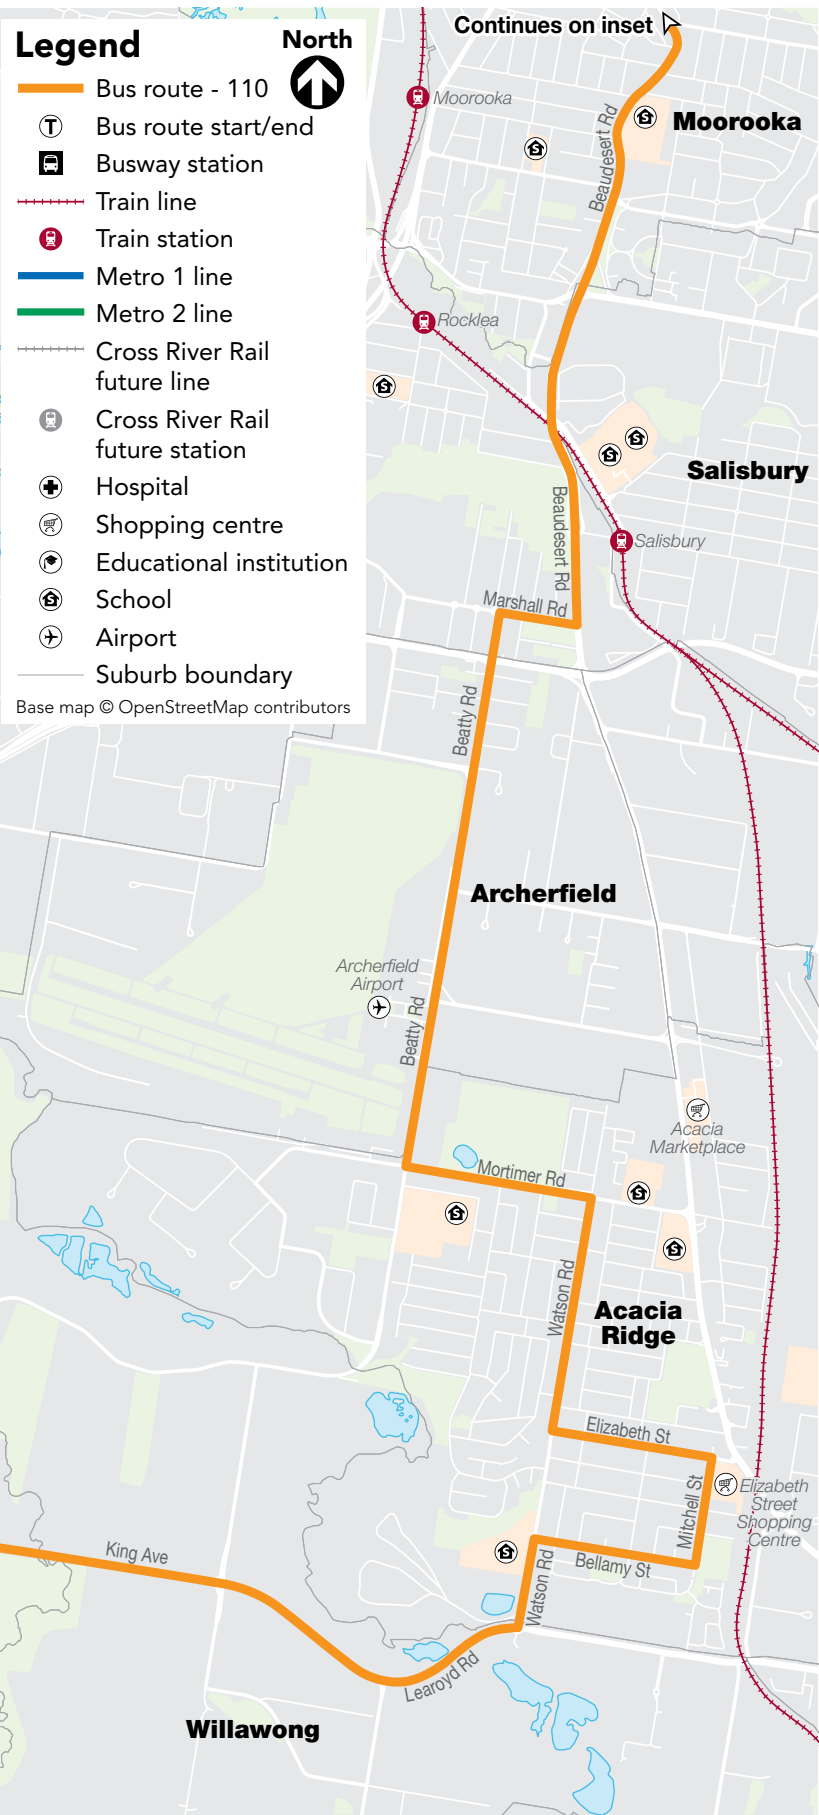 Continues on inset
Legend
North
Bus route - 110
Bus route start/end
Busway station
Train line
Train station
Metro 1 line
Metro 2 line
Cross River Rail
future line
Cross River Rail
future station
Hospital
Shopping centre
Educational institution
School
Airport
Suburb boundary
Base map © OpenStreetMap contributors
Moorooka
Moorooka
Beaudesert Rd
Rocklea
Salisbury
Beaudesert Rd
Salisbury
Marshall Rd
Beatty Rd
Archerfield
Archerfield
Airport
Beatty Rd
Acacia
Marketplace
Mortimer Rd
Watson Rd
Acacia
Ridge
Elizabeth St
Mitchell St
Elizabeth
Street
Shopping
Centre
King Ave
Watson Rd
Bellamy St
Learoyd Rd
Willawong